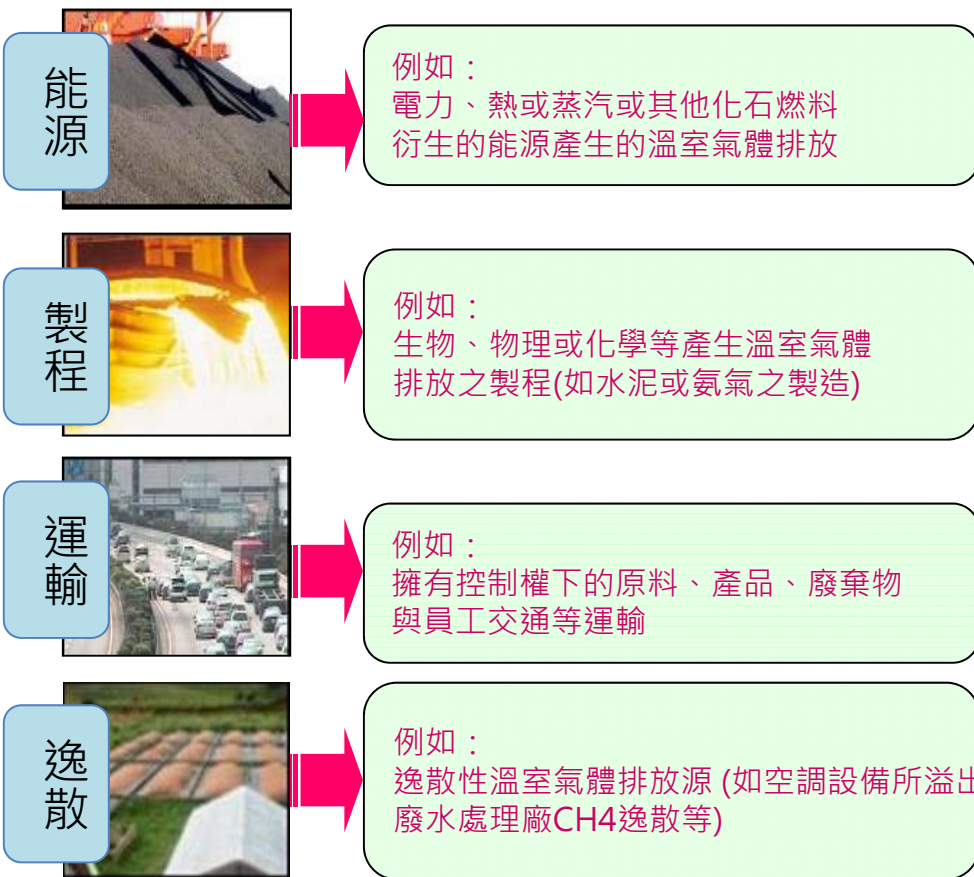 能源
例如：
電力、熱或蒸汽或其他化石燃料
衍生的能源產生的溫室氣體排放
製程
例如：
生物、物理或化學等產生溫室氣體
排放之製程(如水泥或氨氣之製造)
運輸
例如：
擁有控制權下的原料、產品、廢棄物
與員工交通等運輸
逸散
例如：
逸散性溫室氣體排放源 (如空調設備所溢出
廢水處理廠CH4逸散等)